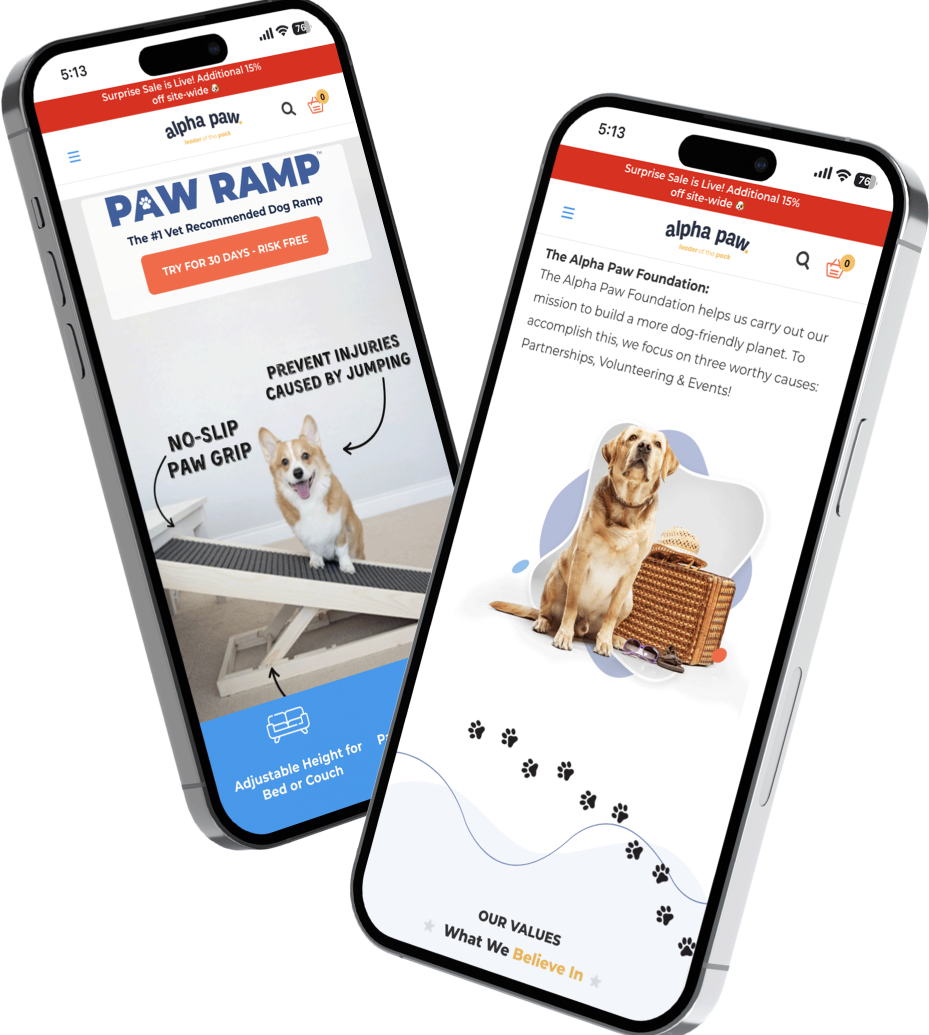 5:13
76
Surprise Sale is Live! Additional 15%
off site-wide
alpha paw
leader of the pack
0
PAW RAMP™
The #1 Vet Recommended Dog Ramp
TRY FOR 30 DAYS - RISK FREE
PREVENT INJURIES
CAUSED BY JUMPING
NO-SLIP
PAW GRIP
Adjustable Height for
Bed or Couch
5:13
76
Surprise Sale is Live! Additional 15%
off site-wide
alpha paw
leader of the pack
0
The Alpha Paw Foundation:
The Alpha Paw Foundation helps us carry out our
mission to build a more dog-friendly planet. To
accomplish this, we focus on three worthy causes:
Partnerships, Volunteering & Events!
OUR VALUES
What We Believe In